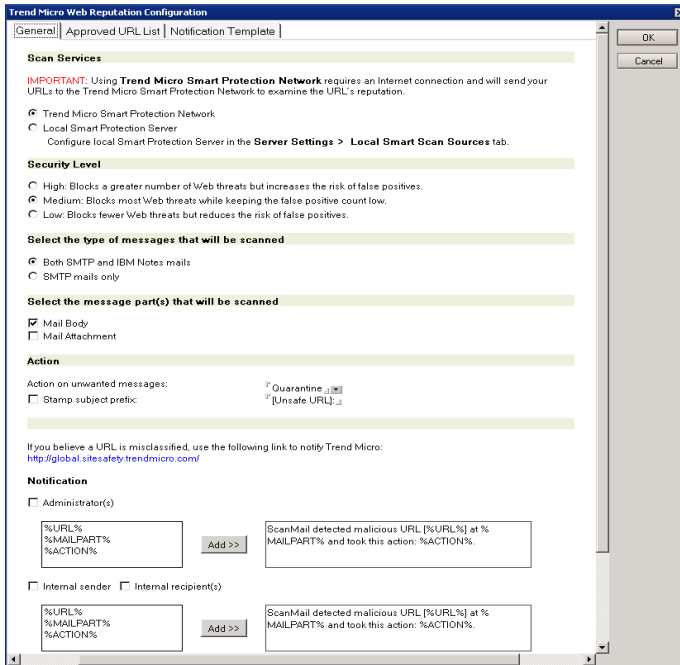 Trend Micro Web Reputation Configuration
General | Approved URL List | Notification Template |
OK
Cancel
Scan Services
IMPORTANT: Using Trend Micro Smart Protection Network requires an Internet connection and will send your
URLs to the Trend Micro Smart Protection Network to examine the URL's reputation.
Trend Micro Smart Protection Network
Local Smart Protection Server
Configure local Smart Protection Server in the Server Settings > Local Smart Scan Sources tab.
Security Level
High: Blocks a greater number of Web threats but increases the risk of false positives.
Medium: Blocks most Web threats while keeping the false positive count low.
Low: Blocks fewer Web threats but reduces the risk of false positives.
Select the type of messages that will be scanned
Both SMTP and IBM Notes mails
SMTP mails only
Select the message part(s) that will be scanned
Mail Body
Mail Attachment
Action
Action on unwanted messages: Quarantine
Stamp subject prefix: [Unsafe URL]:
If you believe a URL is misclassified, use the following link to notify Trend Micro:
http://global.sitesafety.trendmicro.com/
Notification
Administrator(s)
%URL%
%MAILPART%
%ACTION%
Add >>
ScanMail detected malicious URL [%URL%] at %
MAILPART% and took this action: %ACTION%.
Internal sender Internal recipient(s)
%URL%
%MAILPART%
%ACTION%
Add >>
ScanMail detected malicious URL [%URL%] at %
MAILPART% and took this action: %ACTION%.